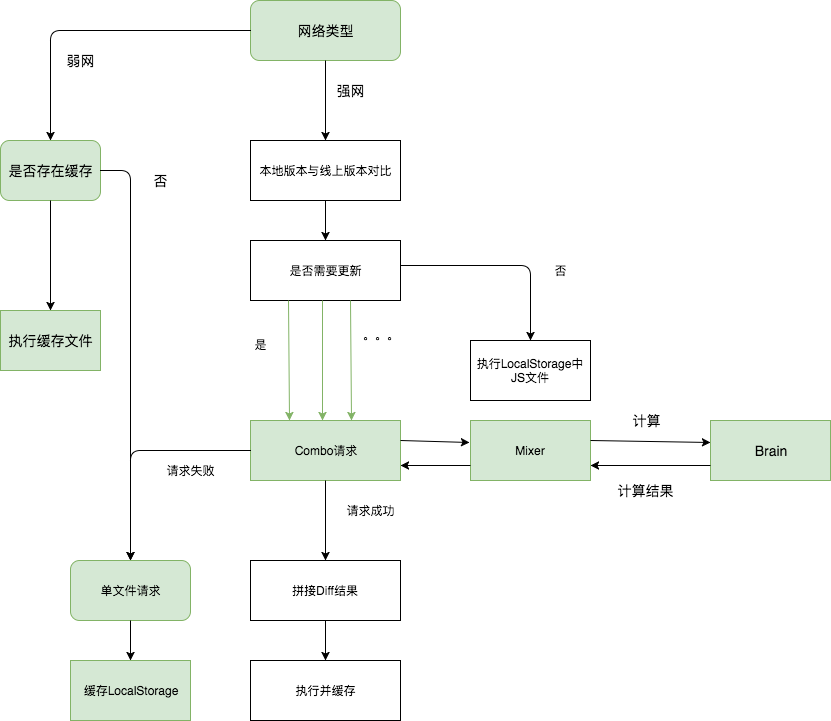 网络类型
弱网
强网
是否存在缓存
否
本地版本与线上版本对比
是否需要更新
否
是
。。。
执行缓存文件
执行LocalStorage中
JS文件
计算
Combo请求
Mixer
Brain
请求失败
计算结果
请求成功
单文件请求
拼接Diff结果
缓存LocalStorage
执行并缓存